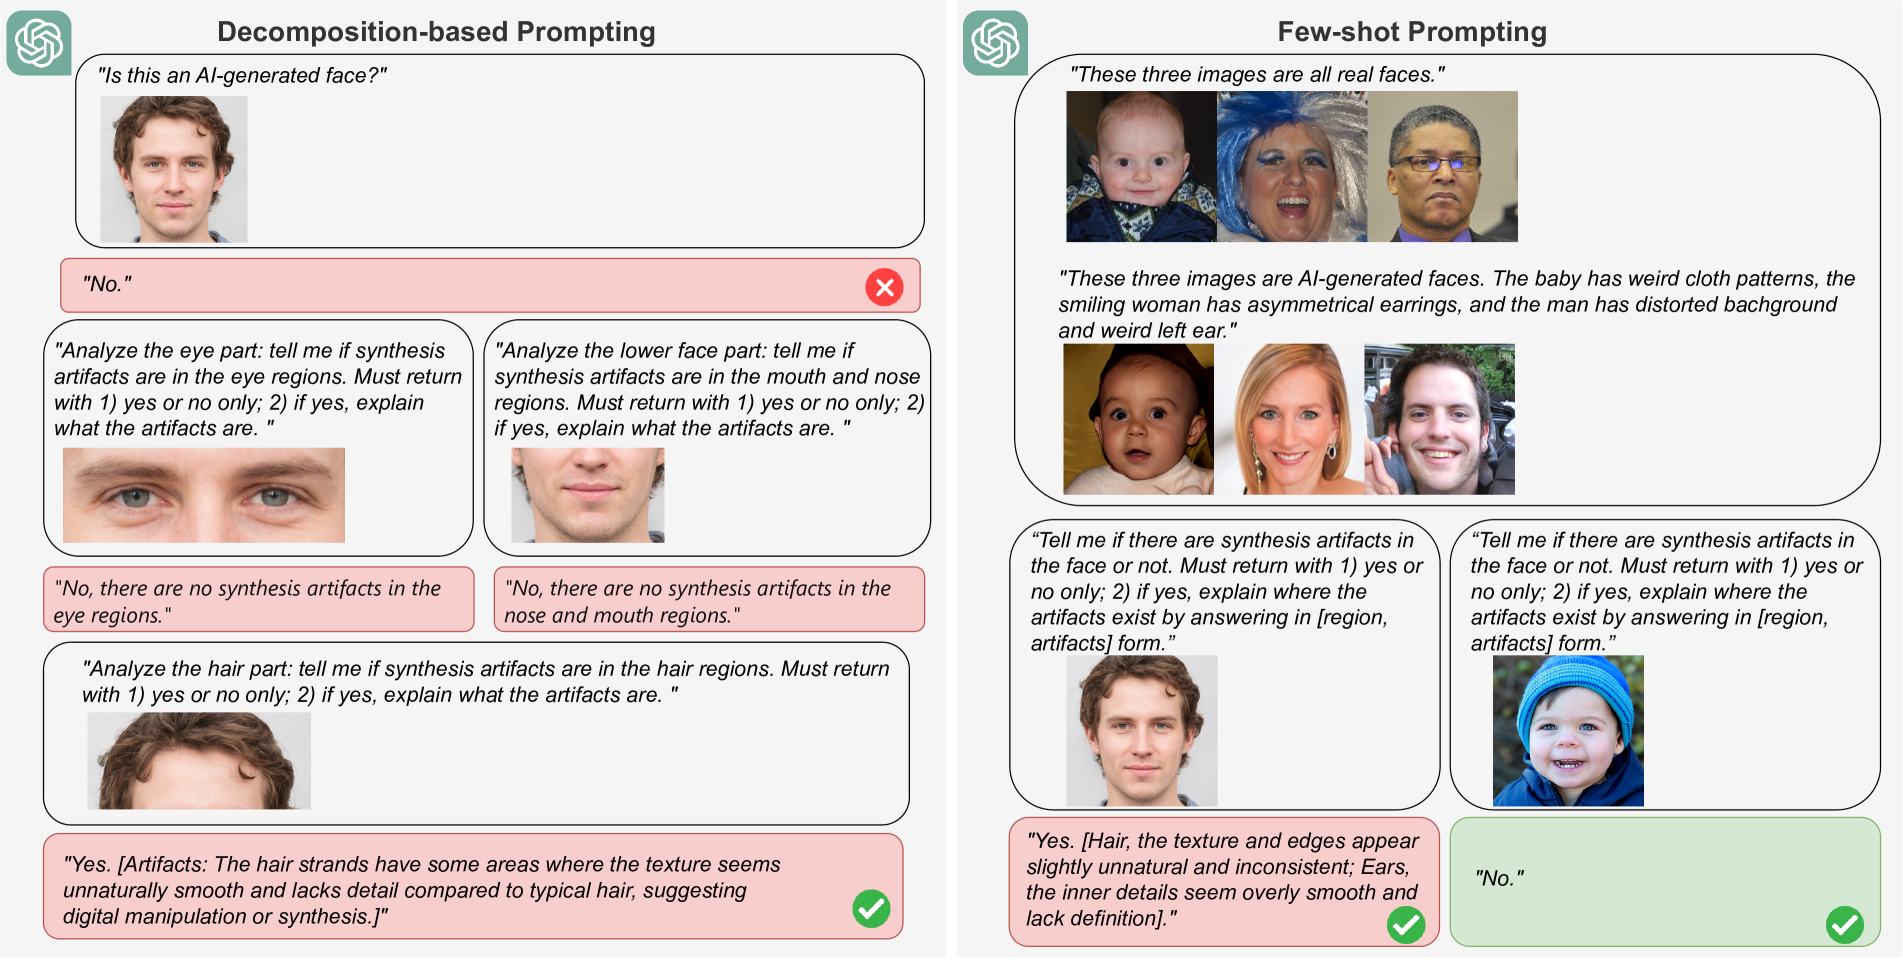 Decomposition-based Prompting
"Is this an AI-generated face?"
"No."
"Analyze the eye part: tell me if synthesis
artifacts are in the eye regions. Must return
with 1) yes or no only; 2) if yes, explain
what the artifacts are. "
"Analyze the lower face part: tell me if
synthesis artifacts are in the mouth and nose
regions. Must return with 1) yes or no only; 2)
if yes, explain what the artifacts are. "
"No, there are no synthesis artifacts in the
eye regions."
"No, there are no synthesis artifacts in the
nose and mouth regions."
"Analyze the hair part: tell me if synthesis artifacts are in the hair regions. Must return
with 1) yes or no only; 2) if yes, explain what the artifacts are. "
"Yes. [Artifacts: The hair strands have some areas where the texture seems
unnaturally smooth and lacks detail compared to typical hair, suggesting
digital manipulation or synthesis.]"
Few-shot Prompting
"These three images are all real faces."
"These three images are AI-generated faces. The baby has weird cloth patterns, the
smiling woman has asymmetrical earrings, and the man has distorted bachground
and weird left ear."
“Tell me if there are synthesis artifacts in
the face or not. Must return with 1) yes or
no only; 2) if yes, explain where the
artifacts exist by answering in [region,
artifacts] form.”
“Tell me if there are synthesis artifacts in
the face or not. Must return with 1) yes or
no only; 2) if yes, explain where the
artifacts exist by answering in [region,
artifacts] form.”
"Yes. [Hair, the texture and edges appear
slightly unnatural and inconsistent; Ears,
the inner details seem overly smooth and
lack definition]."
"No."